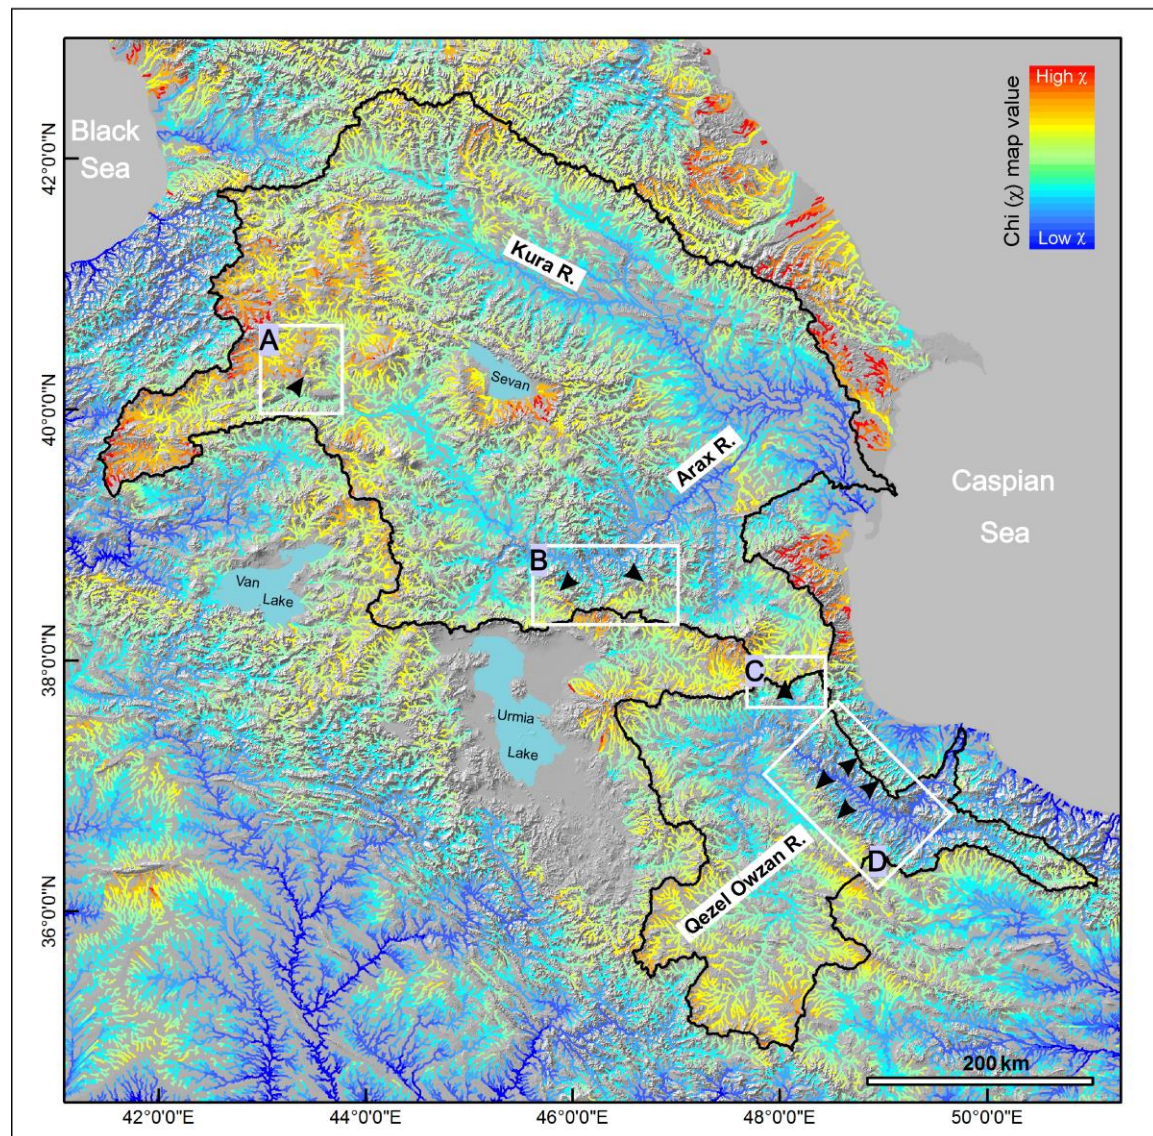 High χ
Chi (χ) map value
Low χ
Black
Sea
42°0'0"N
Kura R.
A
Sevan
40°0'0"N
Arax R.
Caspian
Sea
B
Van
Lake
38°0'0"N
C
Urmia
Lake
Qezel Owzan R.
D
36°0'0"N
200 km
42°0'0"E
44°0'0"E
46°0'0"E
48°0'0"E
50°0'0"E